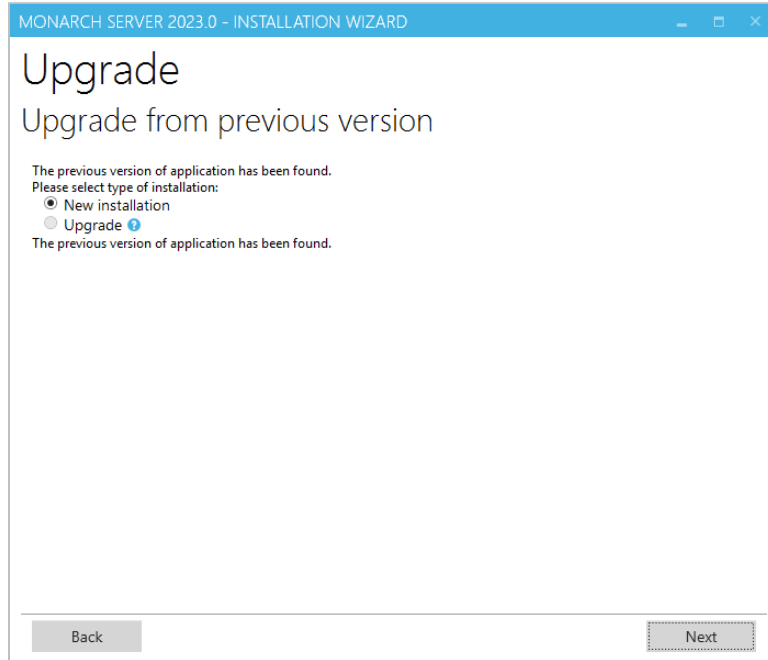 MONARCH SERVER 2023.0 - INSTALLATION WIZARD
Upgrade
Upgrade from previous version
The previous version of application has been found.
Please select type of installation:
New installation
Upgrade ?
The previous version of application has been found.
Back
Next